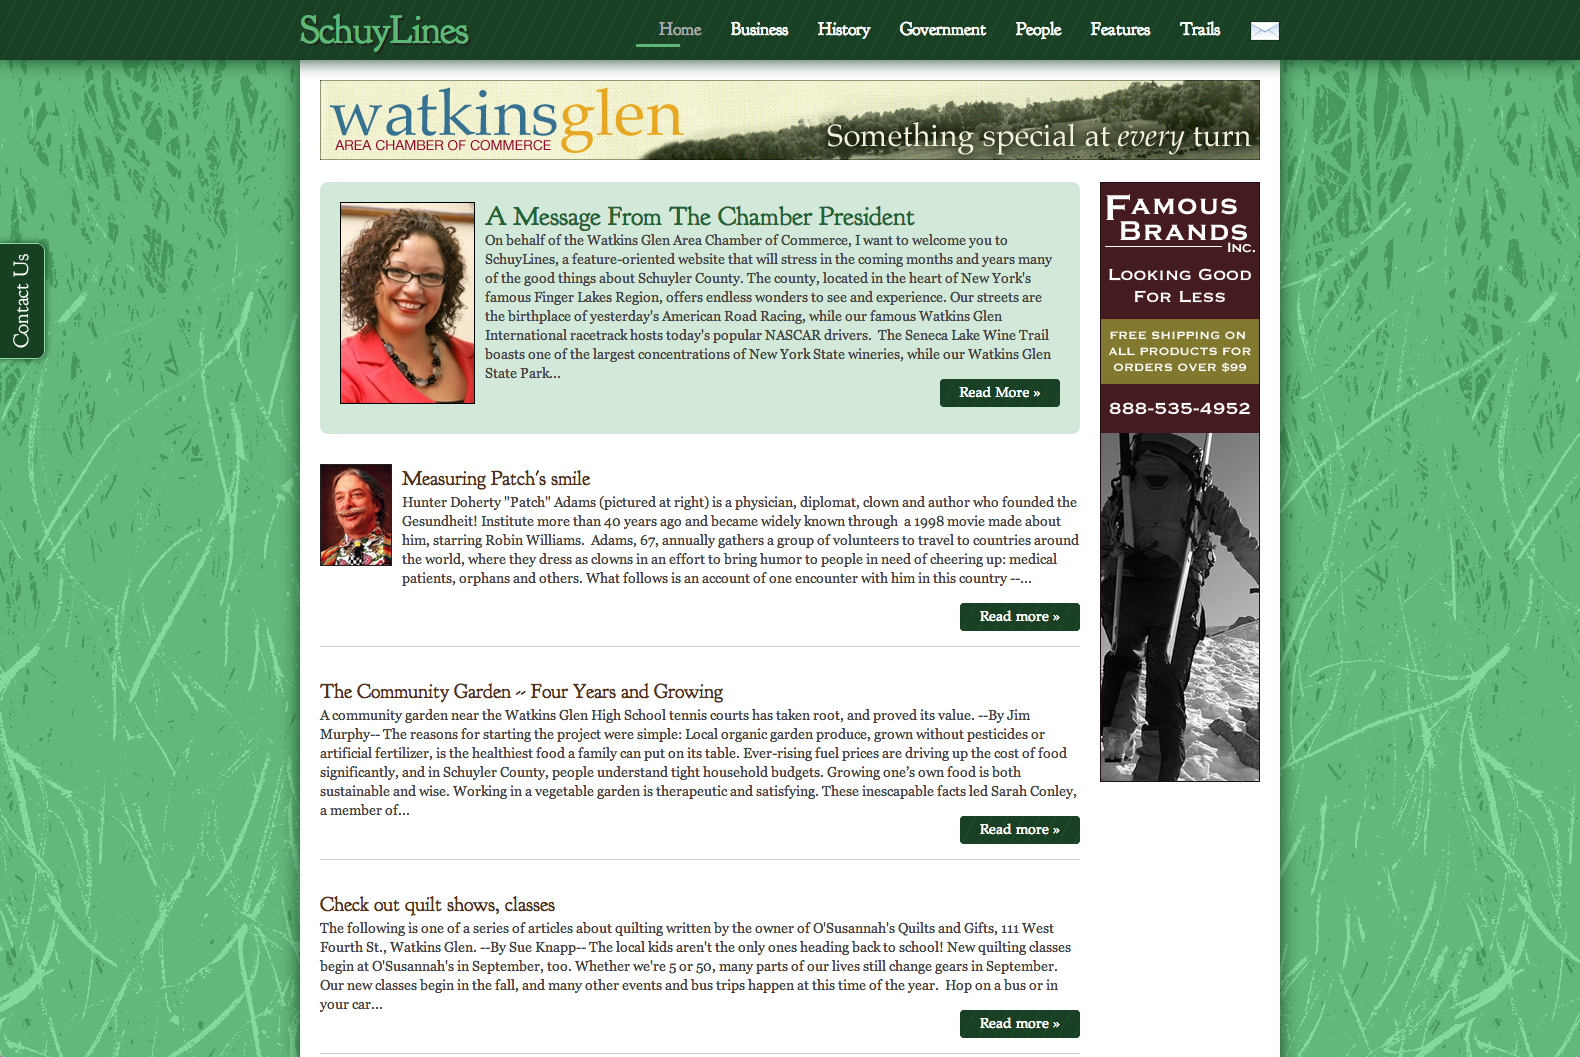 SchuyLines
Home Business History Government People Features Trails
watkinsglen
AREA CHAMBER OF COMMERCE
Something special at every turn
Contact Us
A Message From The Chamber President
On behalf of the Watkins Glen Area Chamber of Commerce, I want to welcome you to
SchuyLines, a feature-oriented website that will stress in the coming months and years many
of the good things about Schuyler County. The county, located in the heart of New York's
famous Finger Lakes Region, offers endless wonders to see and experience. Our streets are
the birthplace of yesterday's American Road Racing, while our famous Watkins Glen
International racetrack hosts today's popular NASCAR drivers. The Seneca Lake Wine Trail
boasts one of the largest concentrations of New York State wineries, while our Watkins Glen
State Park...
Read More »
Measuring Patch's smile
Hunter Doherty "Patch" Adams (pictured at right) is a physician, diplomat, clown and author who founded the
Gesundheit! Institute more than 40 years ago and became widely known through a 1998 movie made about
him, starring Robin Williams. Adams, 67, annually gathers a group of volunteers to travel to countries around
the world, where they dress as clowns in an effort to bring humor to people in need of cheering up: medical
patients, orphans and others. What follows is an account of one encounter with him in this country --...
Read more »
The Community Garden -- Four Years and Growing
A community garden near the Watkins Glen High School tennis courts has taken root, and proved its value. --By Jim
Murphy-- The reasons for starting the project were simple: Local organic garden produce, grown without pesticides or
artificial fertilizer, is the healthiest food a family can put on its table. Ever-rising fuel prices are driving up the cost of food
significantly, and in Schuyler County, people understand tight household budgets. Growing one's own food is both
sustainable and wise. Working in a vegetable garden is therapeutic and satisfying. These inescapable facts led Sarah Conley,
a member of...
Read more »
Check out quilt shows, classes
The following is one of a series of articles about quilting written by the owner of O'Susannah's Quilts and Gifts, 111 West
Fourth St., Watkins Glen. --By Sue Knapp-- The local kids aren't the only ones heading back to school! New quilting classes
begin at O'Susannah's in September, too. Whether we're 5 or 50, many parts of our lives still change gears in September.
Our new classes begin in the fall, and many other events and bus trips happen at this time of the year. Hop on a bus or in
your car...
Read more »
FAMOUS
BRANDS
INC.
LOOKING GOOD
FOR LESS
FREE SHIPPING ON
ALL PRODUCTS FOR
ORDERS OVER $99
888-535-4952